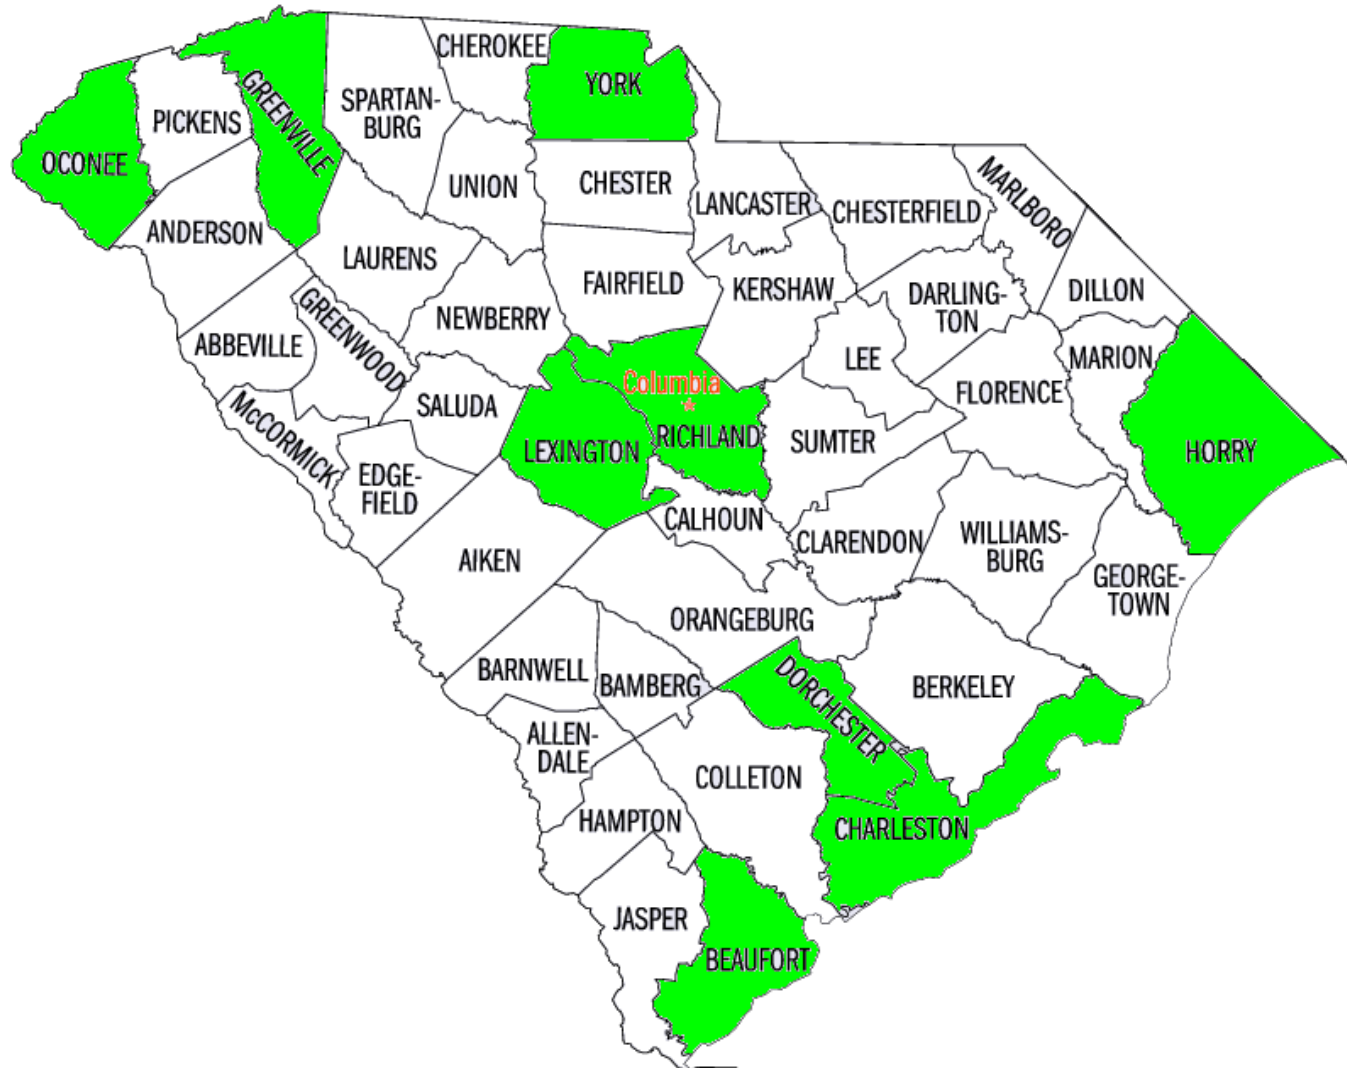 CHEROKEE
YORK
SPARTAN-
BURG
GREENVILLE
PICKENS
OCONEE
UNION
CHESTER
LANCASTER
CHESTERFIELD
MARLBORO
ANDERSON
LAURENS
FAIRFIELD
KERSHAW
DARLING-
TON
DILLON
GREENWOOD
NEWBERRY
ABBEVILLE
LEE
MARION
Columbia
FLORENCE
SALUDA
McCORMICK
LEXINGTON
RICHLAND
SUMTER
HORRY
EDGE-
FIELD
CALHOUN
CLARENDON
WILLIAMS-
BURG
AIKEN
GEORGE-
TOWN
ORANGEBURG
BARNWELL
BAMBERG
DORCHESTER
BERKELEY
ALLEN-
DALE
COLLETON
HAMPTON
CHARLESTON
JASPER
BEAUFORT